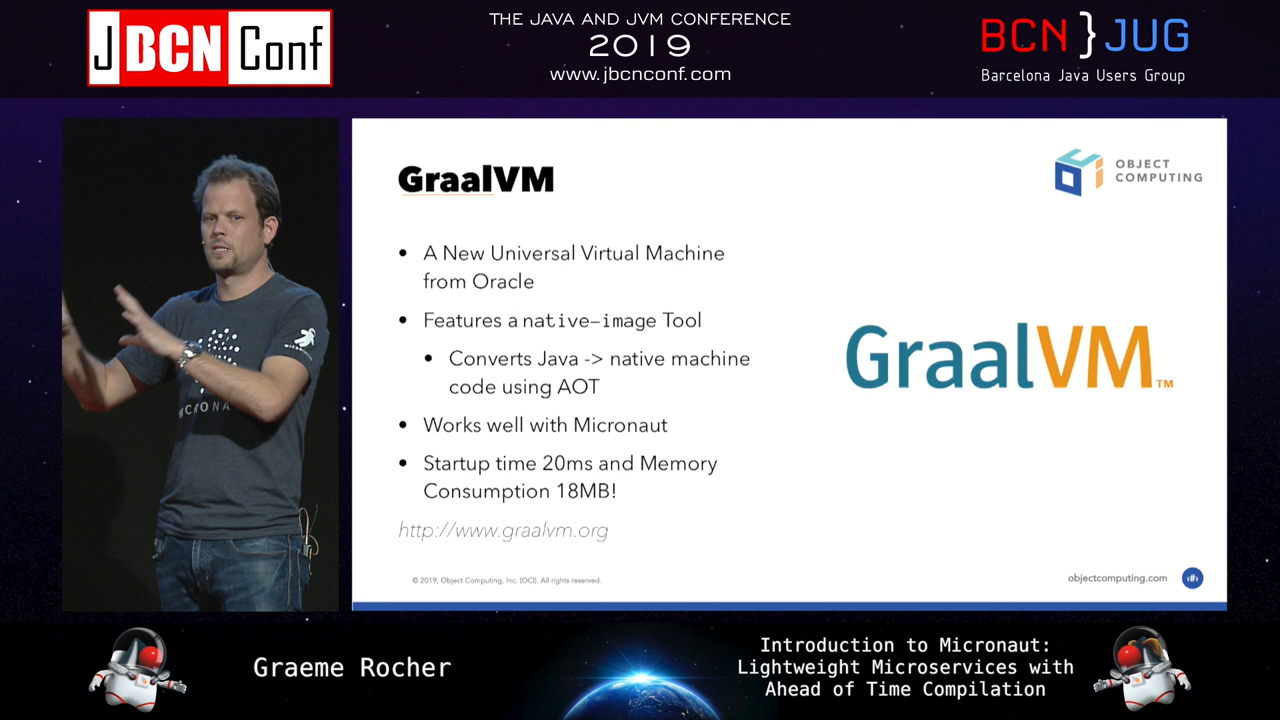 JBCNConf
THE JAVA AND JVM CONFERENCE
2019
www.jbcnconf.com
BCN}JUG
Barcelona Java Users Group
GraalVM
OBJECT
COMPUTING
• A New Universal Virtual Machine
from Oracle
• Features a native-image Tool
• Converts Java -> native machine
code using AOT
• Works well with Micronaut
• Startup time 20ms and Memory
Consumption 18MB!
http://www.graalvm.org
GraalVM™
© 2019, Object Computing, Inc. (OCI). All rights reserved.
objectcomputing.com
‹#›
Graeme Rocher
Introduction to Micronaut:
Lightweight Microservices with
Ahead of Time Compilation